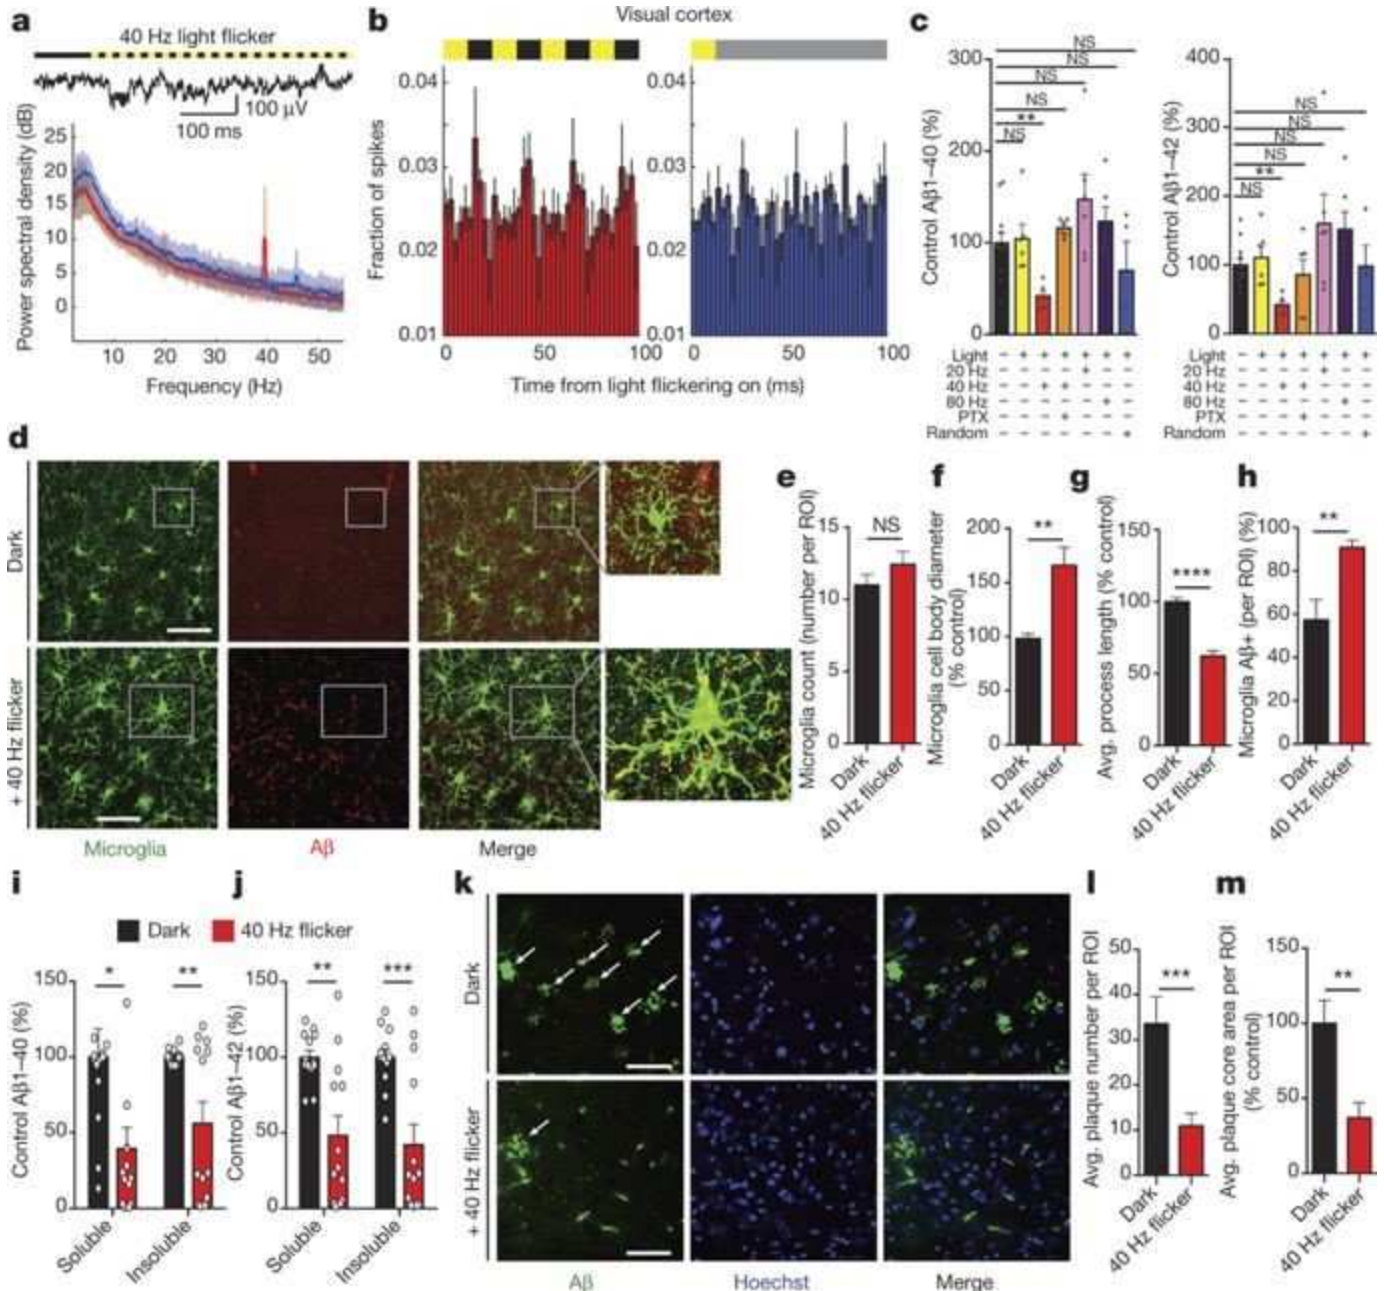 a
40 Hz light flicker
100 µV
100 ms
Power spectral density (dB)
25
20
15
10
5
0
10 20 30 40 50
Frequency (Hz)
b
Visual cortex
Fraction of spikes
0.04
0.03
0.02
0.01
0 50 100
0.04
0.03
0.02
0.01
50 100
Time from light flickering on (ms)
c
Control Aβ1–40 (%)
300
200
100
0
NS
NS
NS
NS
**
NS
Light – + + + + + +
20 Hz – – – – + – –
40 Hz – – + + – – –
80 Hz – – – – – + –
PTX – – – + – – –
Random – – – – – – +
Control Aβ1–42 (%)
400
300
200
100
0
NS
NS
NS
NS
**
NS
Light – + + + + + +
20 Hz – – – – + – –
40 Hz – – + + – – –
80 Hz – – – – – + –
PTX – – – + – – –
Random – – – – – – +
d
Dark
+ 40 Hz flicker
Microglia
Aβ
Merge
e
Microglia count (number per ROI)
15
10
5
0
NS
Dark
40 Hz flicker
f
Microglia cell body diameter
(% control)
200
150
100
50
0
**
Dark
40 Hz flicker
g
Avg. process length (% control)
150
100
50
0
****
Dark
40 Hz flicker
h
Microglia Aβ+ (per ROI) (%)
100
80
60
40
20
0
**
Dark
40 Hz flicker
i
j
Dark
40 Hz flicker
Control Aβ1–40 (%)
150
100
50
0
*
**
Soluble
Insoluble
Control Aβ1–42 (%)
150
100
50
0
**
***
Soluble
Insoluble
k
Dark
+ 40 Hz flicker
Aβ
Hoechst
Merge
l
Avg. plaque number per ROI
50
40
30
20
10
0
***
Dark
40 Hz flicker
m
Avg. plaque core area per ROI
(% control)
150
100
50
0
**
Dark
40 Hz flicker